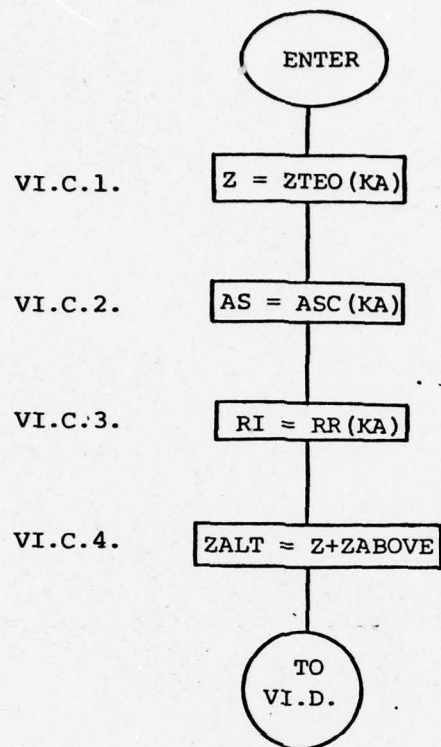 ENTER
VI.C.1. Z = ZTEO(KA)
VI.C.2. AS = ASC(KA)
VI.C.3. RI = RR(KA)
VI.C.4. ZALT = Z+ZABOVE
TO
VI.D.